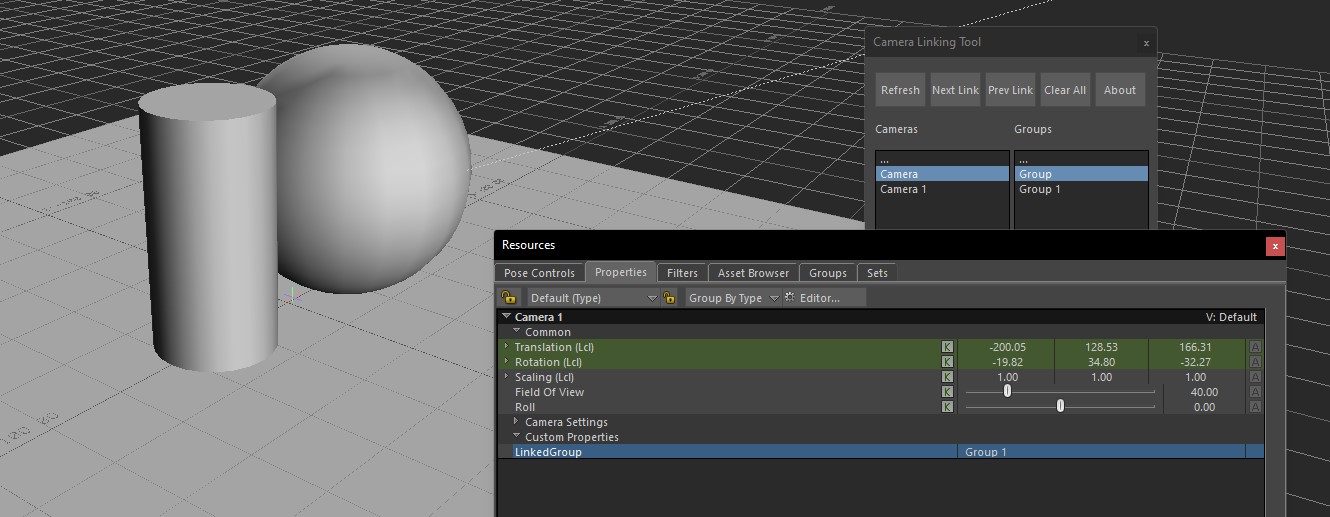 Camera Linking Tool x
Refresh Next Link Prev Link Clear All About
Cameras Groups
... ...
Camera Group
Camera 1 Group 1
Resources x
Pose Controls Properties Filters Asset Browser Groups Sets
Default (Type) Group By Type Editor...
Camera 1 V: Default
Common
Translation (Lcl) K -200.05 128.53 166.31 A
Rotation (Lcl) K -19.82 34.80 -32.27 A
Scaling (Lcl) K 1.00 1.00 1.00 A
Field Of View K 40.00 A
Roll K 0.00 A
Camera Settings
Custom Properties
LinkedGroup Group 1